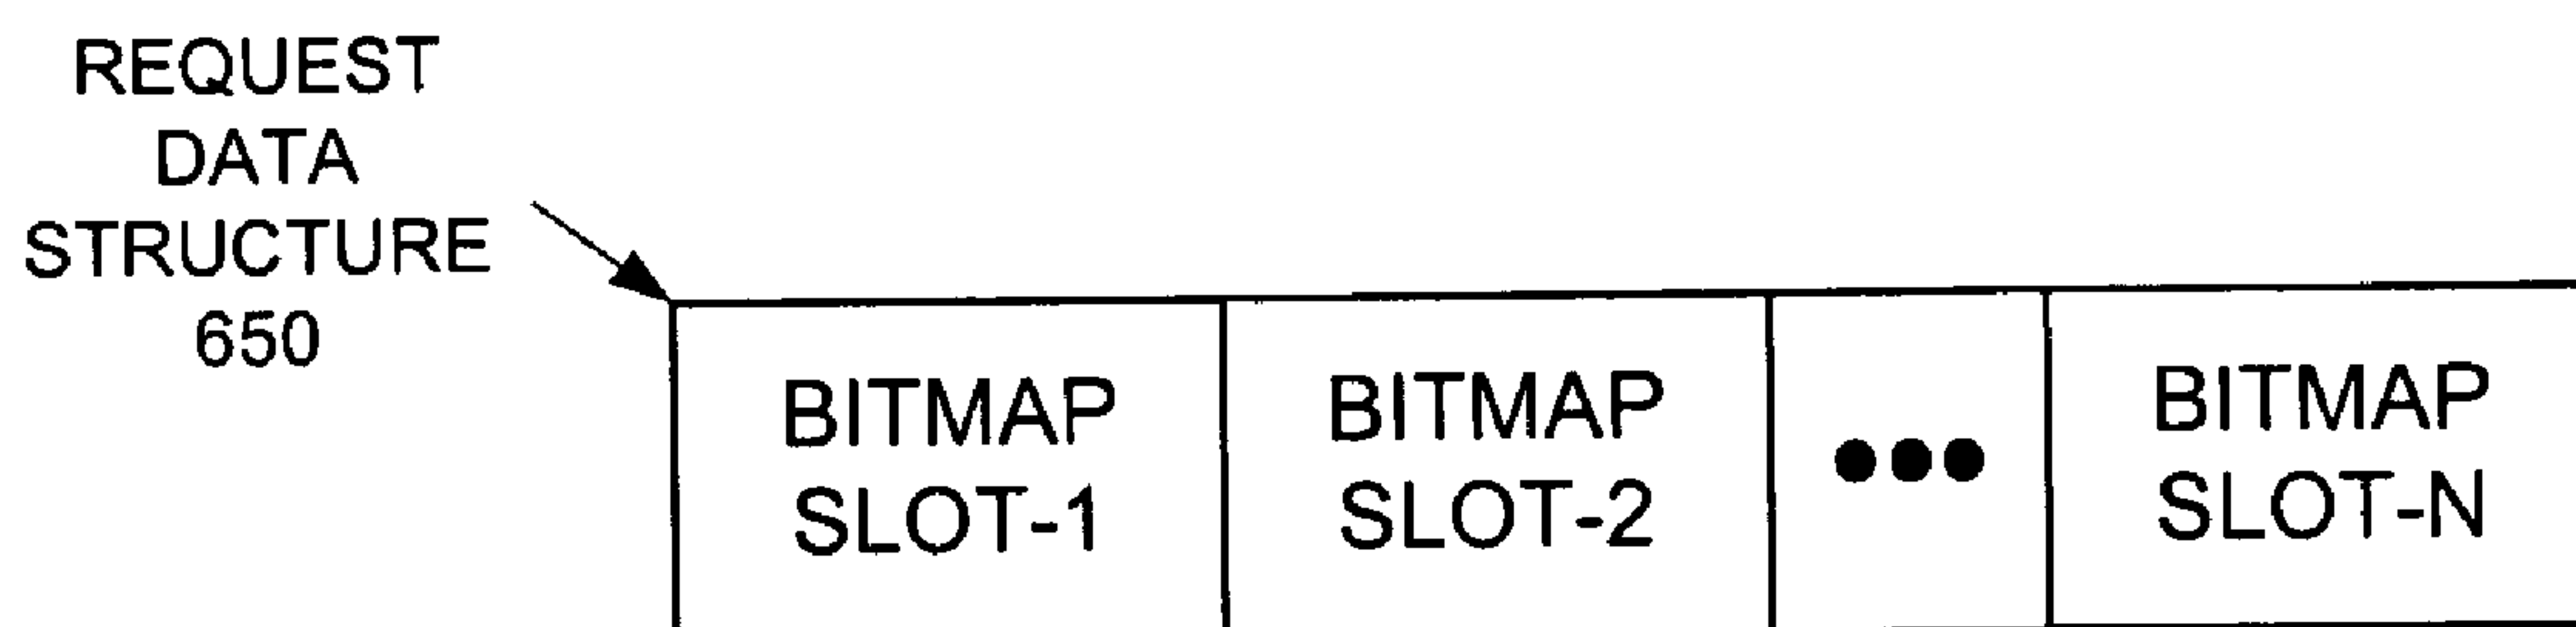 REQUEST
DATA
STRUCTURE
650
BITMAP
SLOT-1
BITMAP
SLOT-2
●●●
BITMAP
SLOT-N